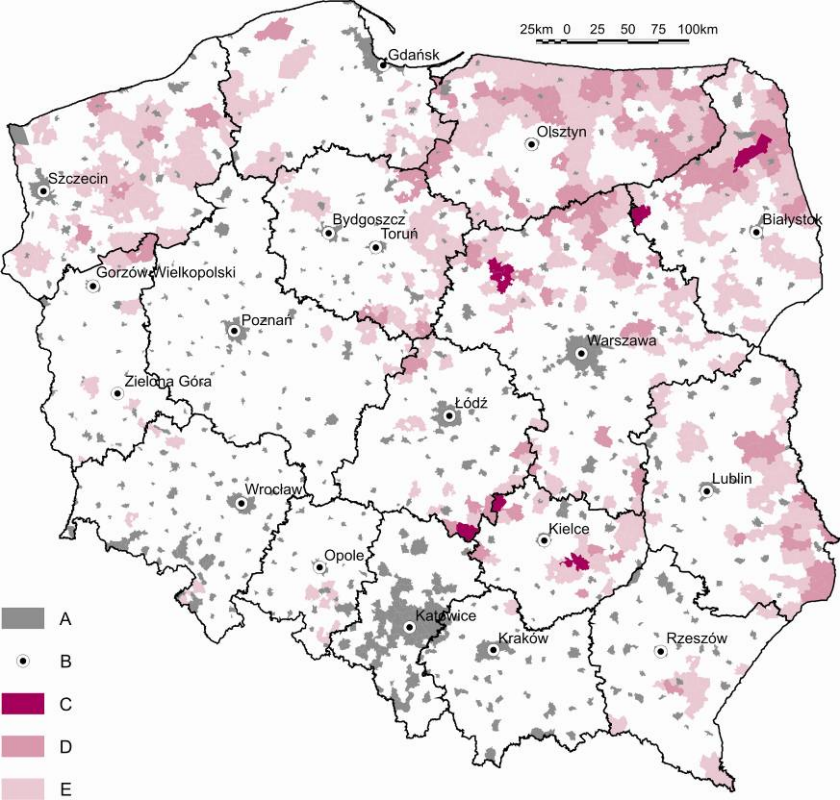 25km 0 25 50 75 100km
Gdańsk
Olsztyn
Szczecin
Bydgoszcz
Toruń
Białystok
Gorzów Wielkopolski
Poznań
Warszawa
Zielona Góra
Łódź
Wrocław
Lublin
Kielce
Opole
A
Katowice
Kraków
Rzeszów
B
C
D
E